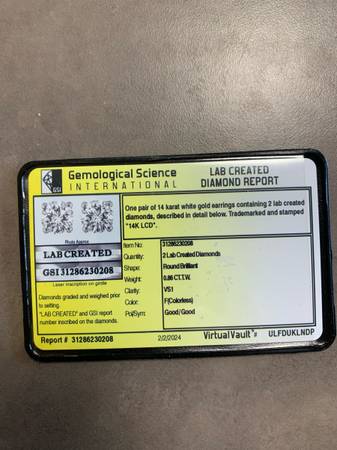 GSI
Gemological Science
INTERNATIONAL
LAB CREATED
DIAMOND REPORT
One pair of 14 karat white gold earrings containing 2 lab created
diamonds, described in detail below. Trademarked and stamped
"14K LCD".
Photo Approx
LAB CREATED
GSI 31286230208
Laser inscription on girdle
Diamonds graded and weighed prior
to setting.
"LAB CREATED" and GSI report
number inscribed on the diamonds.
Item No: 31286230208
Quantity: 2 Lab Created Diamonds
Shape: Round Brilliant
Weight: 0.86 C.T.T.W.
Clarity: VS1
Color: F(Colorless)
Pol/Sym: Good/Good
Report # 31286230208
2/2/2024
Virtual Vault
ULFDUKLNDP